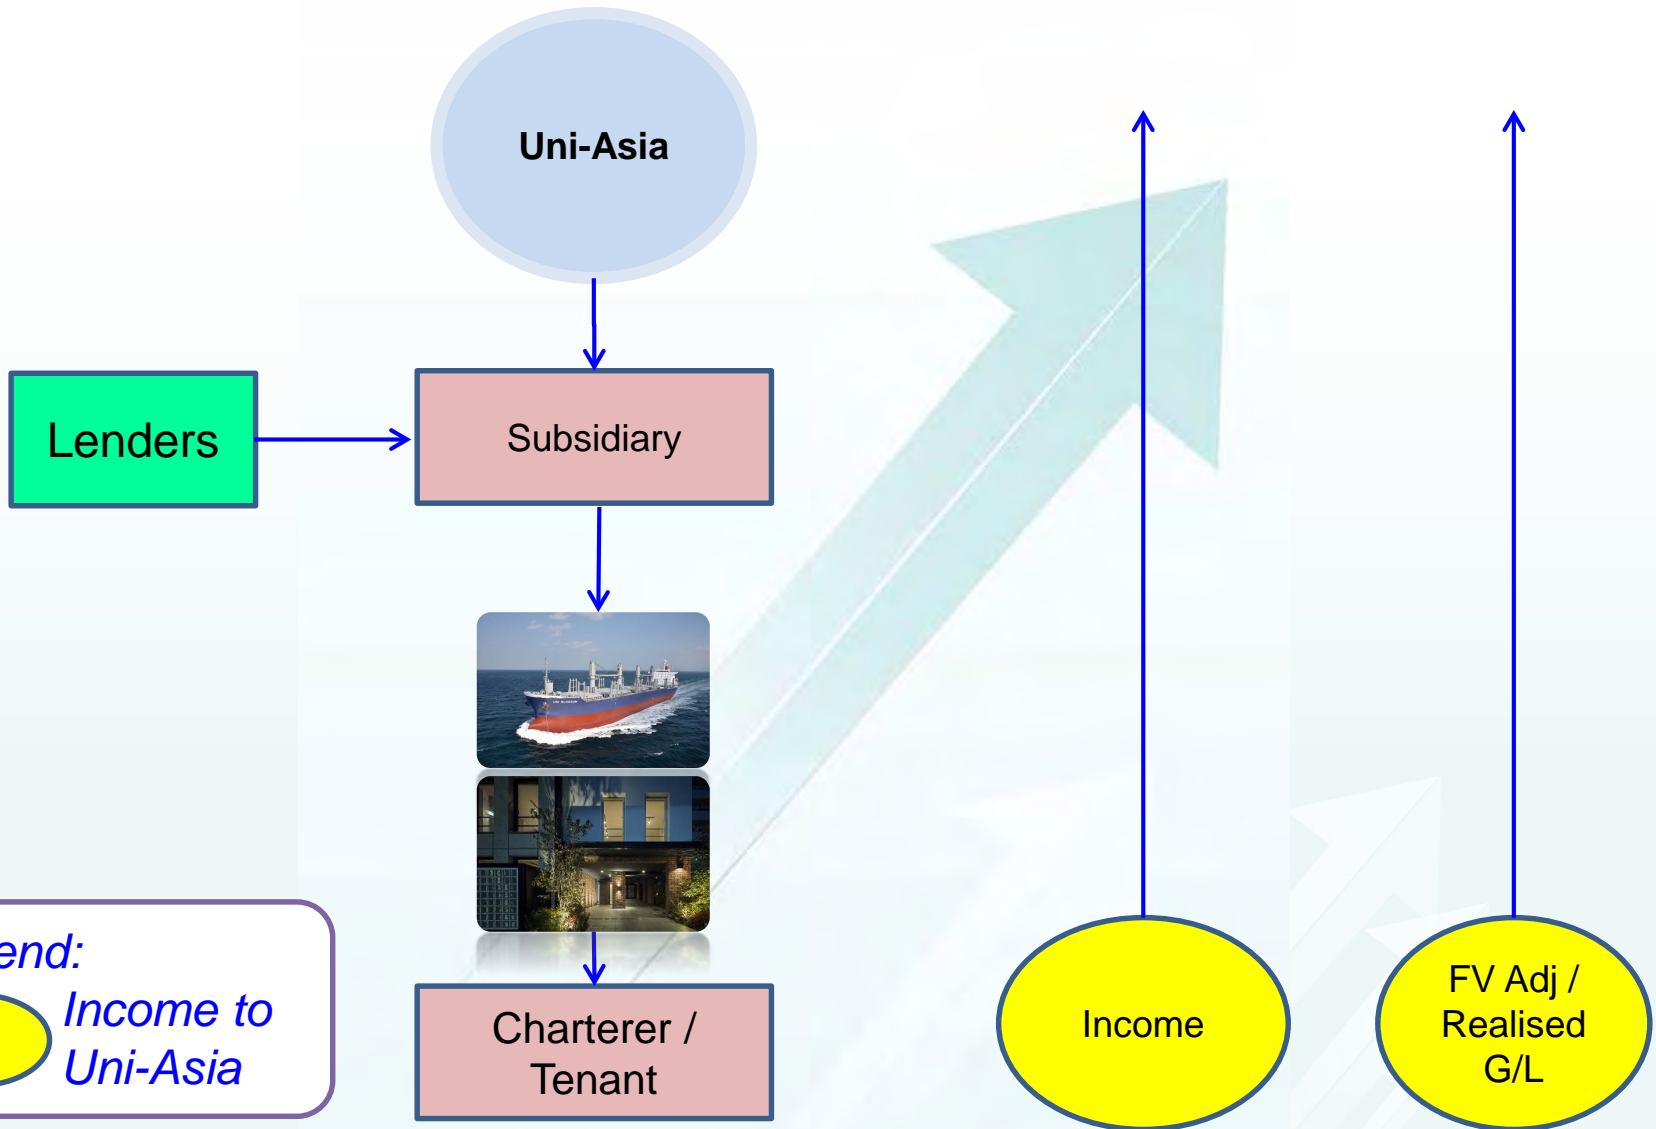 Uni-Asia
Lenders
Subsidiary
end:
Income to
Uni-Asia
Charterer /
Tenant
Income
FV Adj /
Realised
G/L